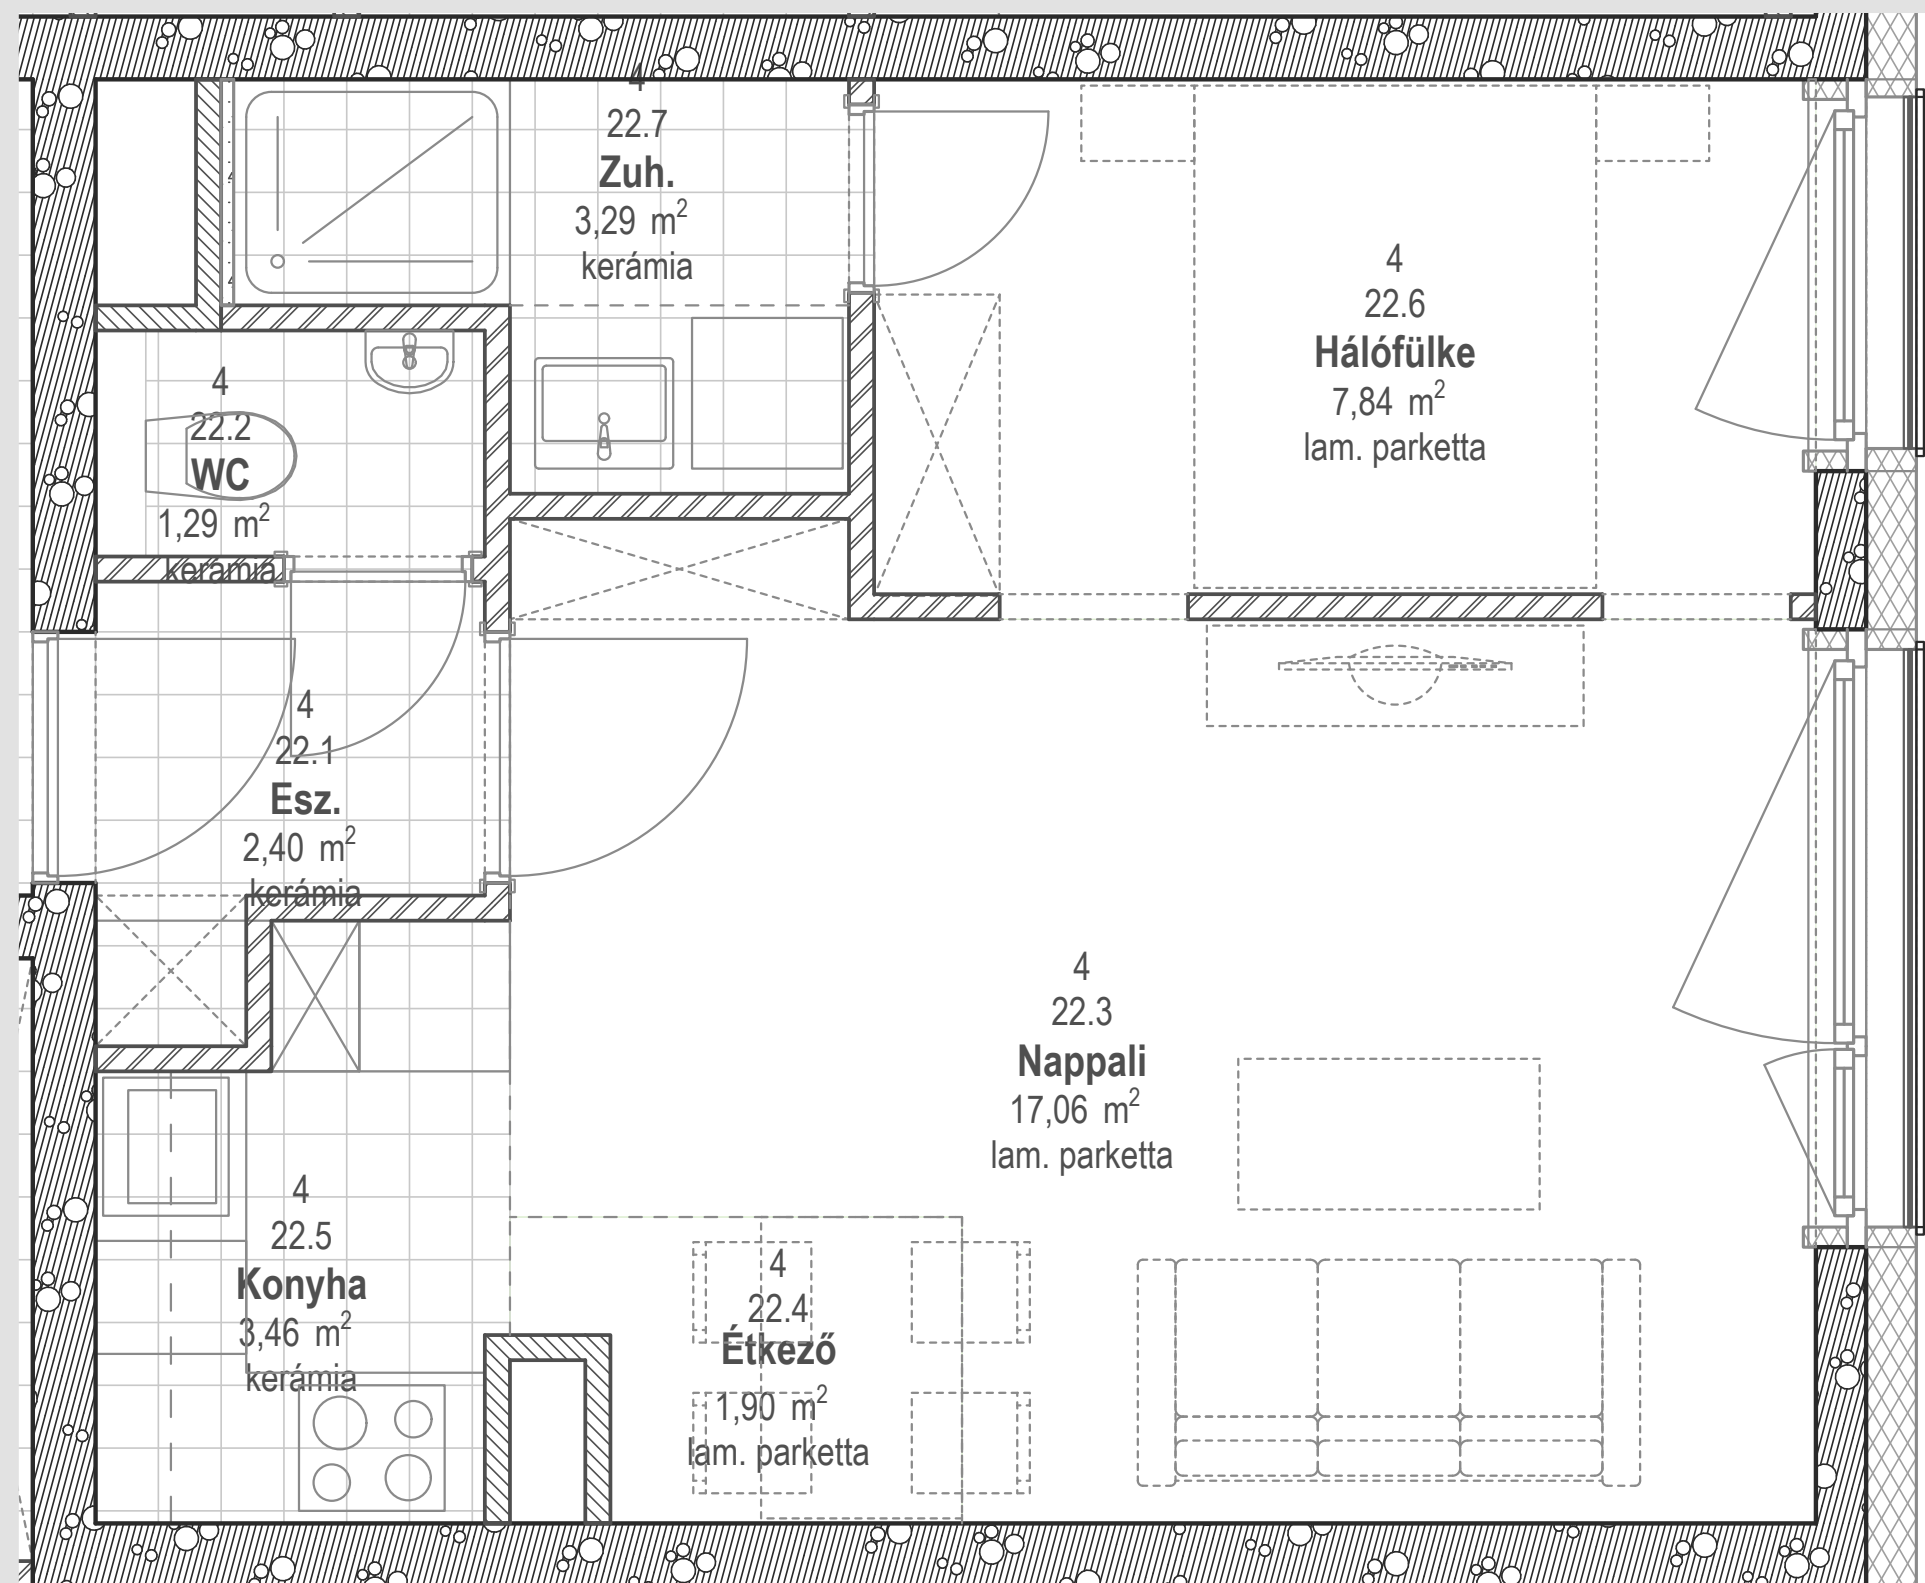 4
22.7
Zuh.
3,29 m²
kerámia
4
22.6
Hálófülke
7,84 m²
lam. parketta
4
22.2
WC
1,29 m²
kerámia
4
22.1
Esz.
2,40 m²
kerámia
4
22.3
Nappali
17,06 m²
lam. parketta
4
22.5
Konyha
3,46 m²
kerámia
4
22.4
Étkező
1,90 m²
lam. parketta